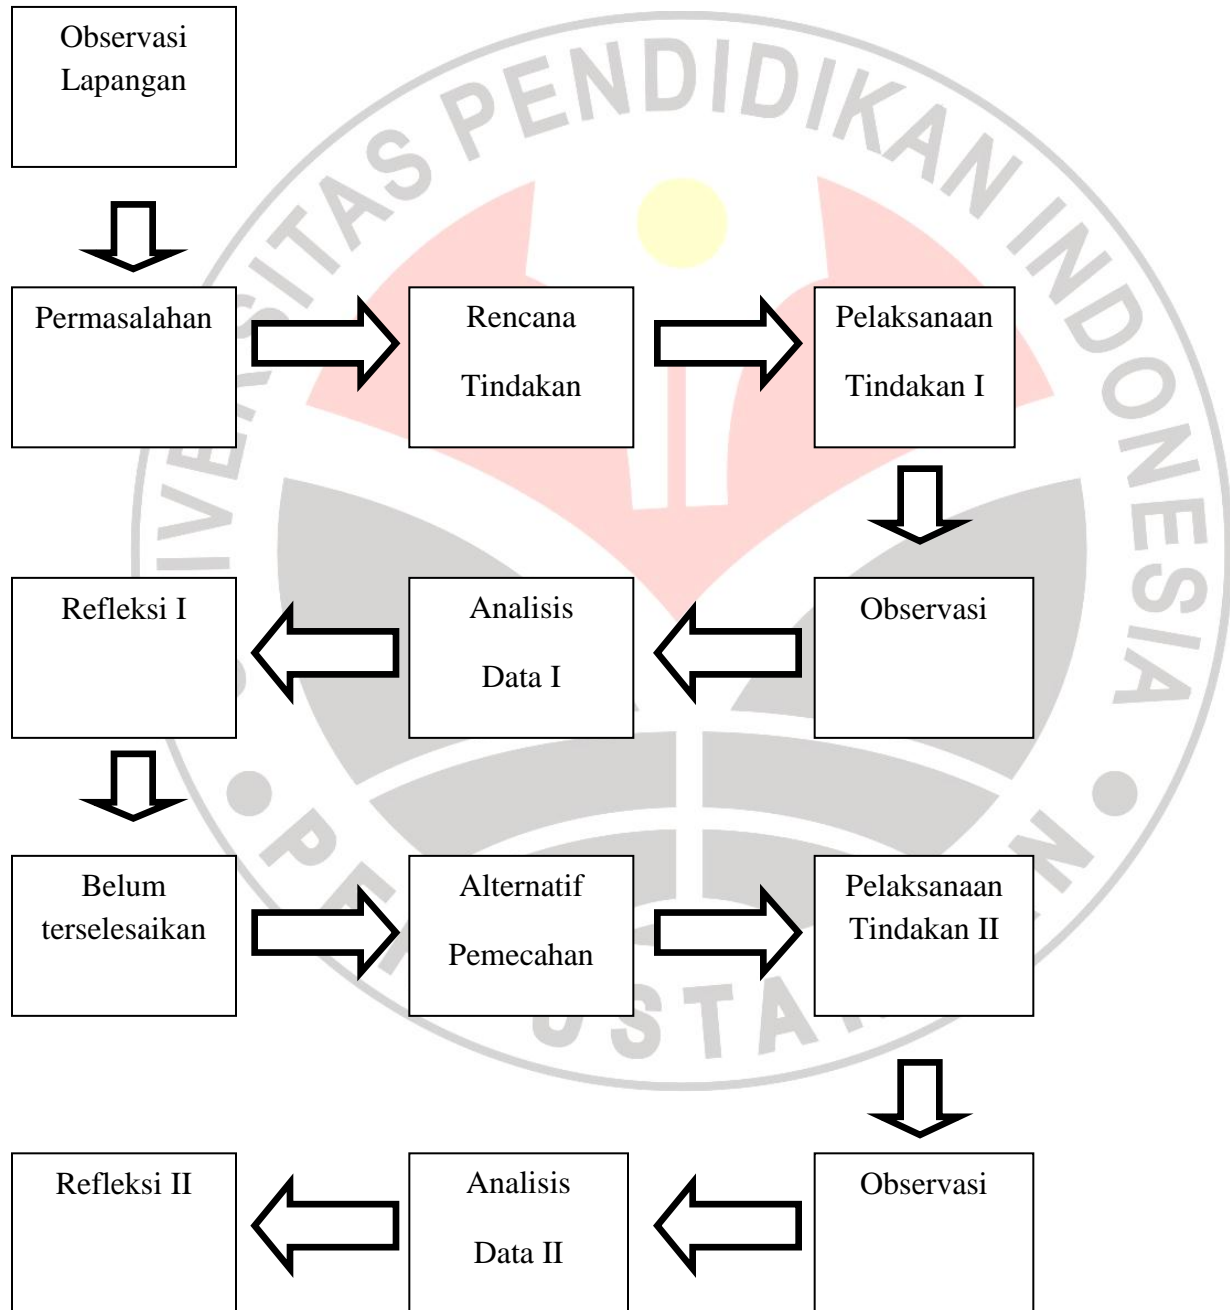 Observasi
Lapangan
UNIVERSITAS PENDIDIKAN INDONESIA
Permasalahan
Rencana
Tindakan
Pelaksanaan
Tindakan I
Refleksi I
Analisis
Data I
Observasi
Belum
terselesaikan
Alternatif
Pemecahan
Pelaksanaan
Tindakan II
Refleksi II
Analisis
Data II
Observasi